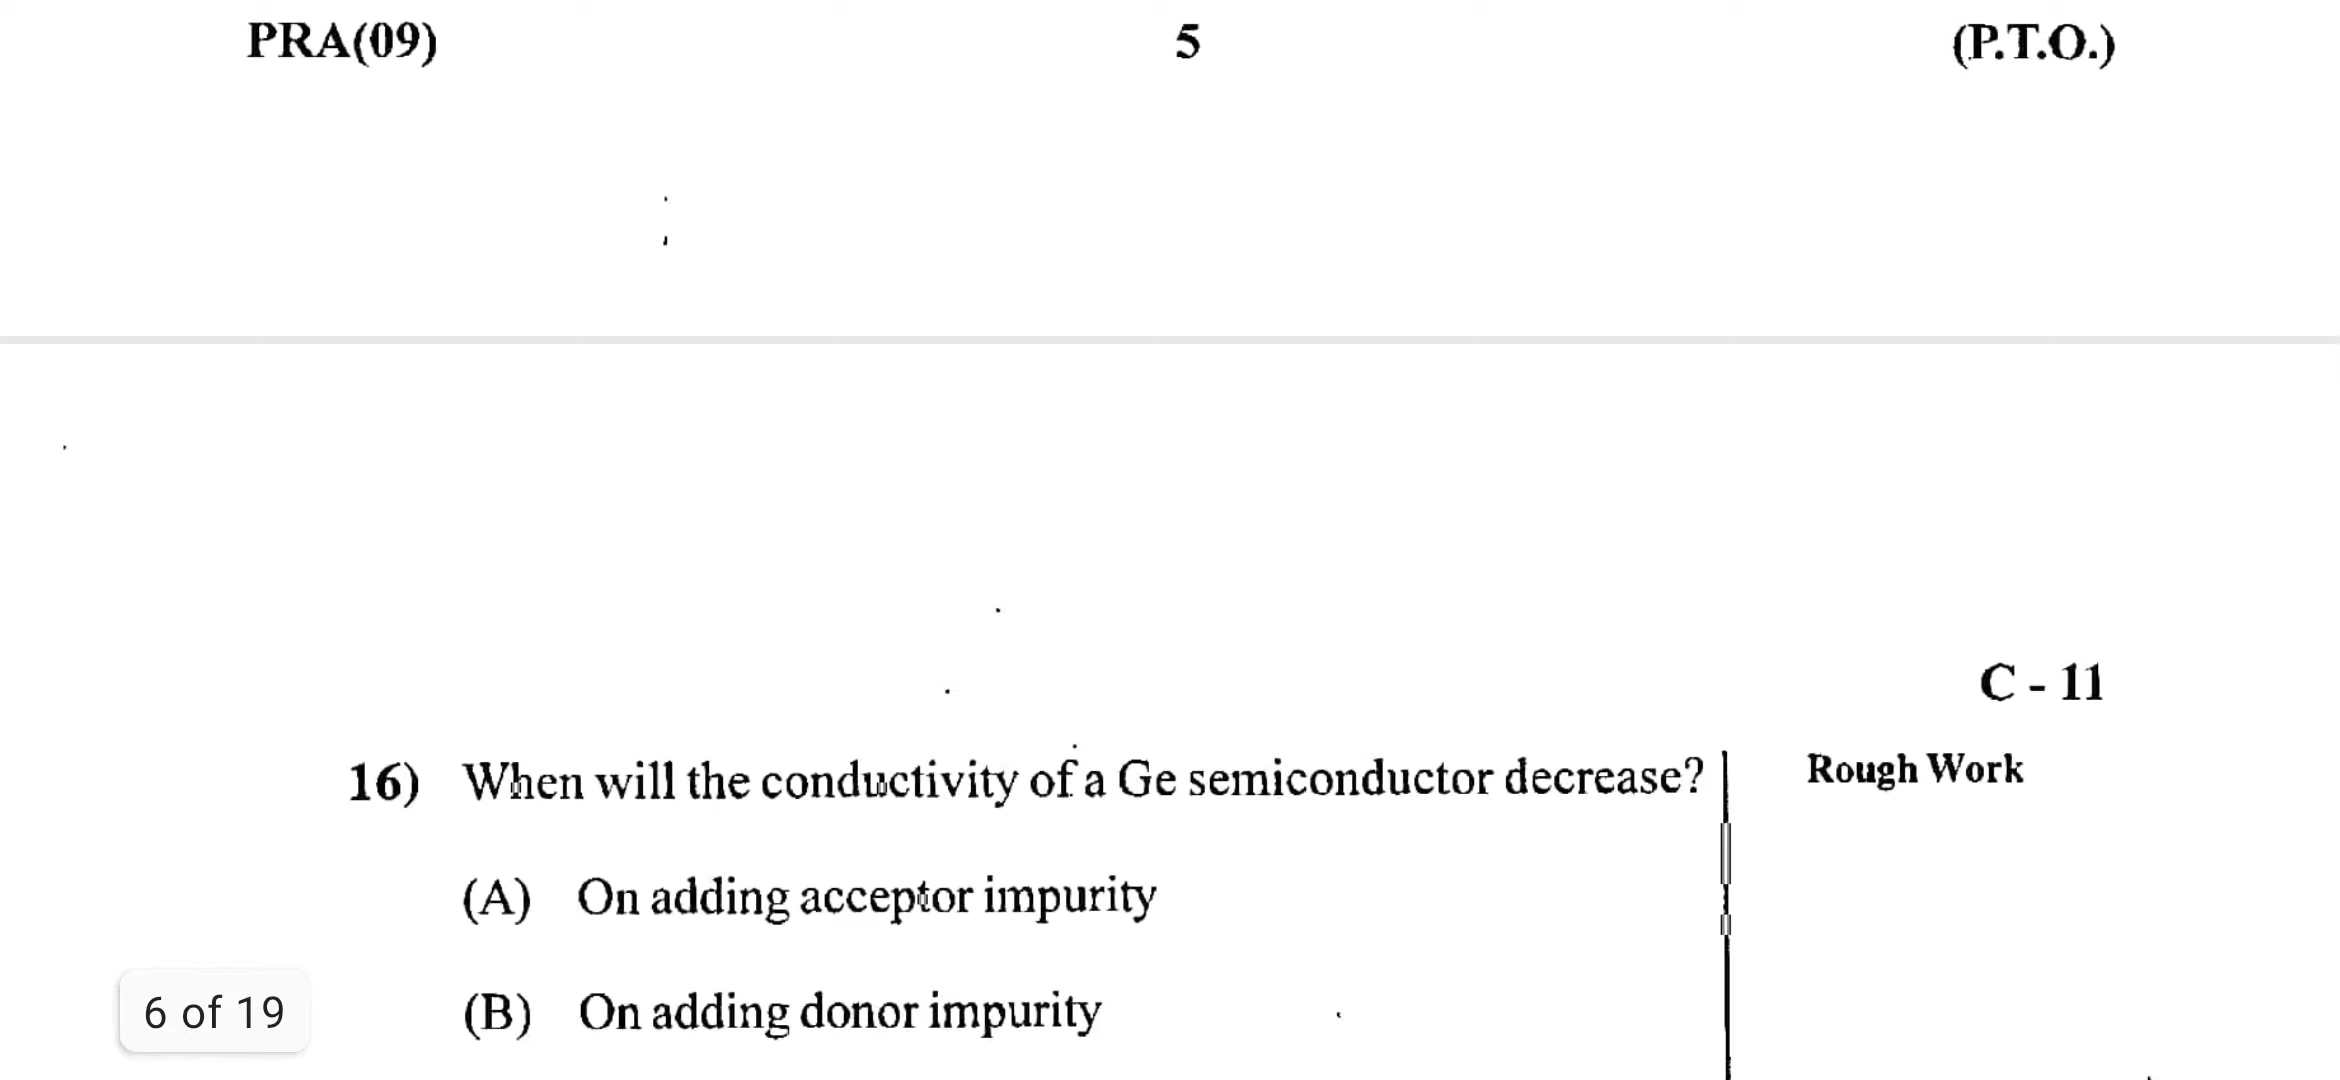 PRA(09) 5 (P.T.O.)
C - 11
16) When will the conductivity of a Ge semiconductor decrease? Rough Work
(A) On adding acceptor impurity
(B) On adding donor impurity
6 of 19